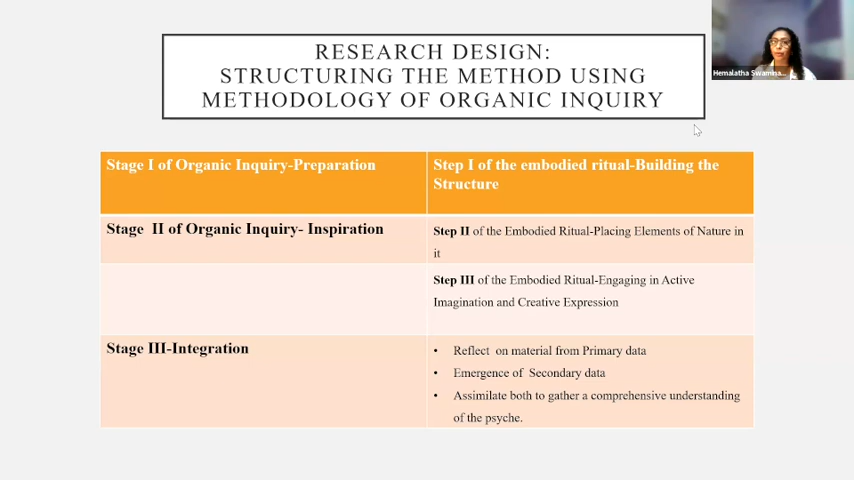 RESEARCH DESIGN:
STRUCTURING THE METHOD USING
METHODOLOGY OF ORGANIC INQUIRY
Hemalatha Swamina...
Stage I of Organic Inquiry-Preparation
Step I of the embodied ritual-Building the
Structure
Stage II of Organic Inquiry- Inspiration
Step II of the Embodied Ritual-Placing Elements of Nature in
it
Step III of the Embodied Ritual-Engaging in Active
Imagination and Creative Expression
Stage III-Integration
• Reflect on material from Primary data
• Emergence of Secondary data
• Assimilate both to gather a comprehensive understanding
of the psyche.